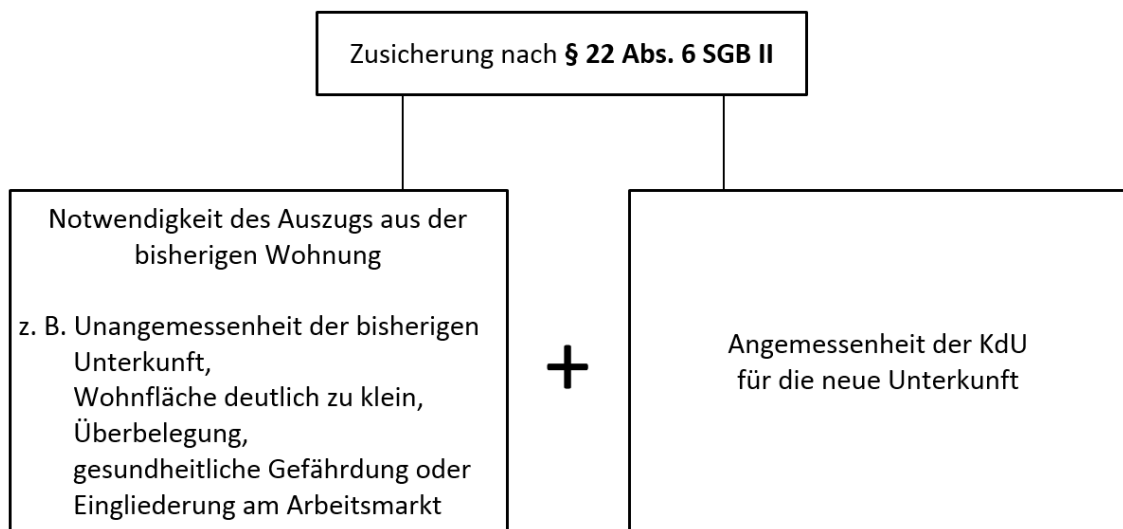 Zusicherung nach § 22 Abs. 6 SGB II
Notwendigkeit des Auszugs aus der
bisherigen Wohnung
z. B. Unangemessenheit der bisherigen
Unterkunft,
Wohnfläche deutlich zu klein,
Überbelegung,
gesundheitliche Gefährdung oder
Eingliederung am Arbeitsmarkt
+
Angemessenheit der KdU
für die neue Unterkunft